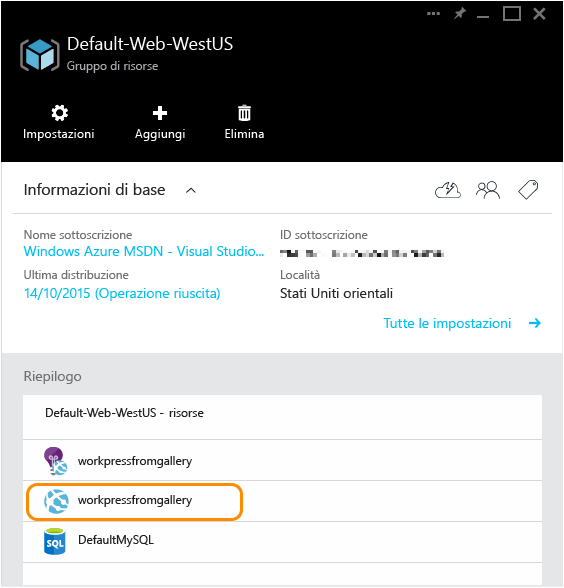 Default-Web-WestUS
Gruppo di risorse
Impostazioni
Aggiungi
Elimina
Informazioni di base
Nome sottoscrizione
ID sottoscrizione
Windows Azure MSDN - Visual Studio...
Ultima distribuzione
Località
14/10/2015 (Operazione riuscita)
Stati Uniti orientali
Tutte le impostazioni
Riepilogo
Default-Web-WestUS - risorse
workpressfromgallery
workpressfromgallery
SQL
DefaultMySQL